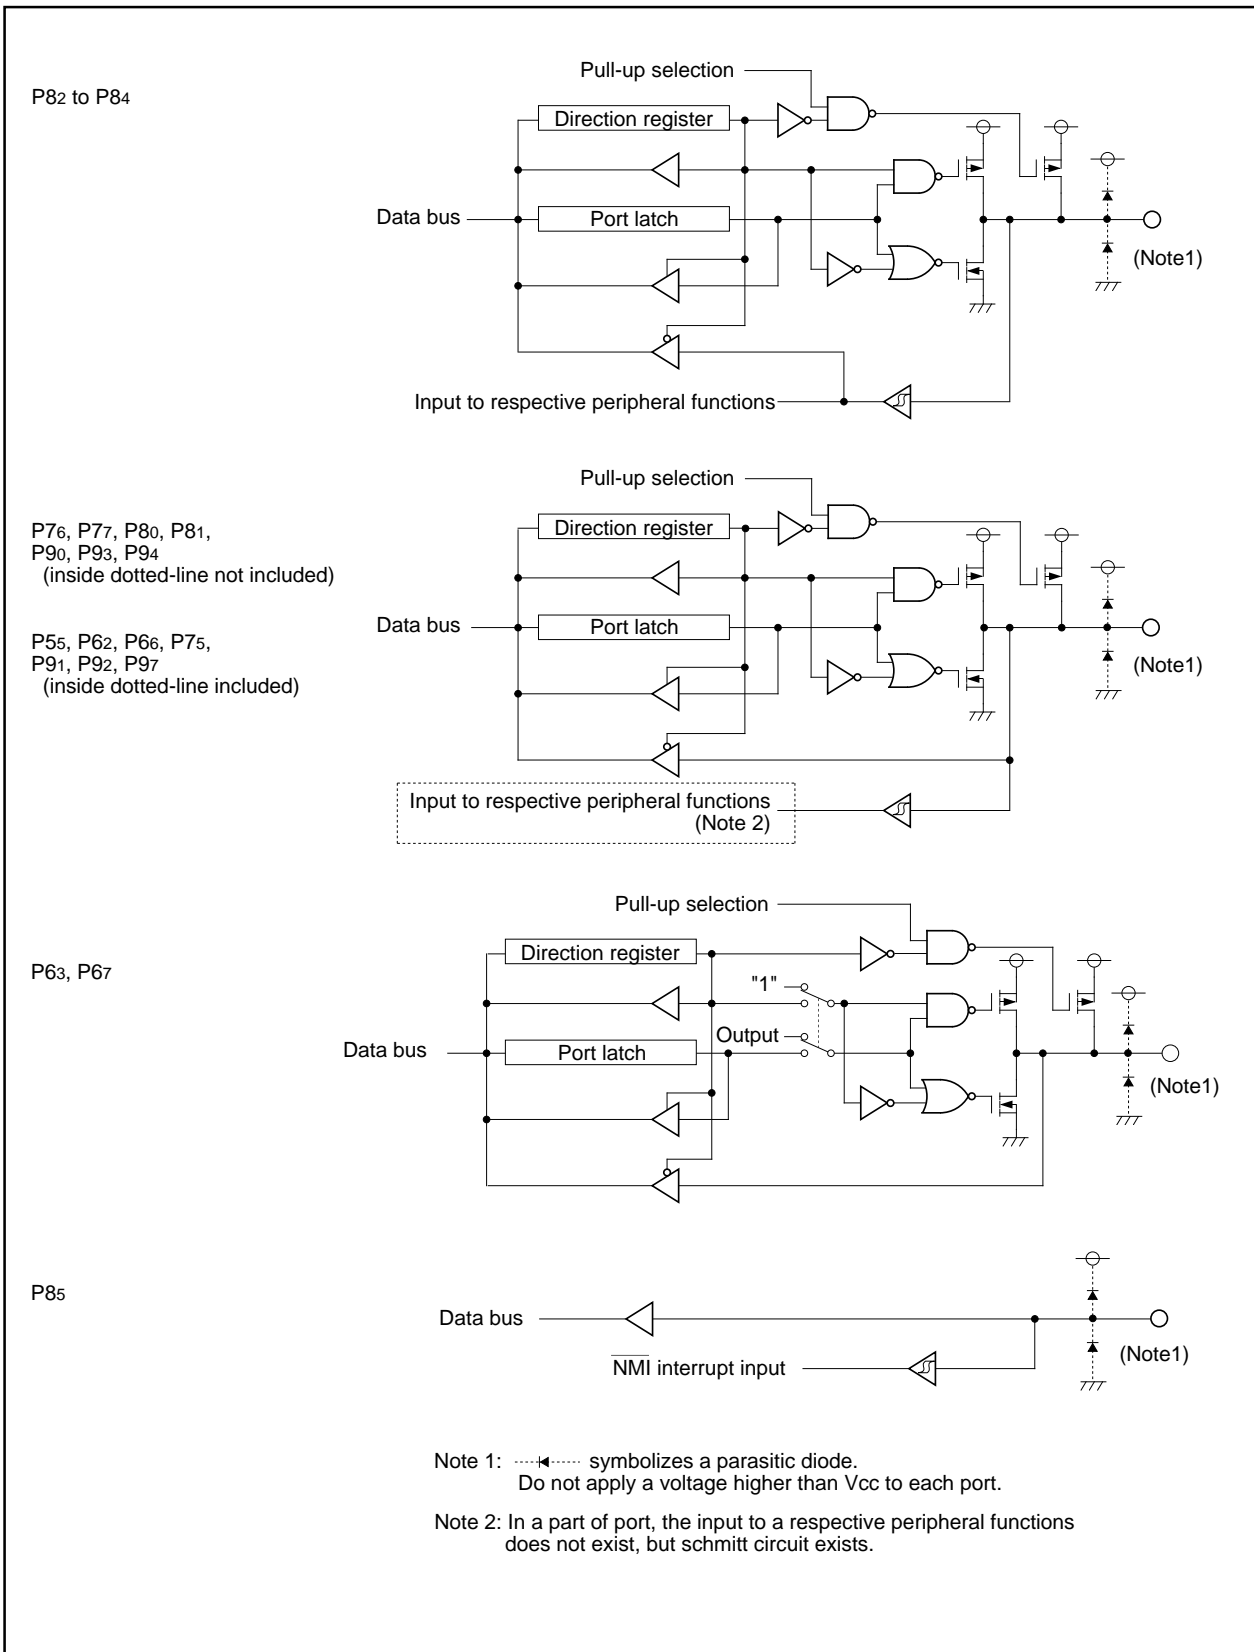 P82 to P84
Pull-up selection
Direction register
Data bus
Port latch
(Note1)
Input to respective peripheral functions
P76, P77, P80, P81,
P90, P93, P94
(inside dotted-line not included)
P55, P62, P66, P75,
P91, P92, P97
(inside dotted-line included)
Pull-up selection
Direction register
Data bus
Port latch
(Note1)
Input to respective peripheral functions
(Note 2)
P63, P67
Pull-up selection
Direction register
"1"
Output
Data bus
Port latch
(Note1)
P85
Data bus
(Note1)
NMI interrupt input
Note 1: symbolizes a parasitic diode.
Do not apply a voltage higher than Vcc to each port.
Note 2: In a part of port, the input to a respective peripheral functions
does not exist, but schmitt circuit exists.